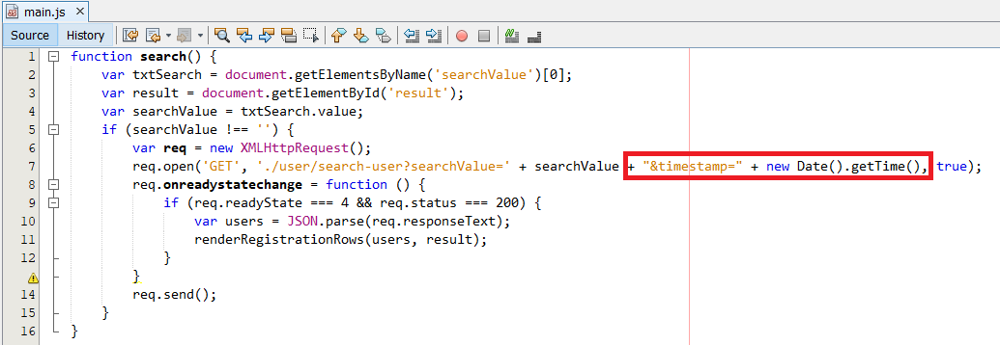 main.js
Source History
1 function search() {
2 var txtSearch = document.getElementsByName('searchValue')[0];
3 var result = document.getElementById('result');
4 var searchValue = txtSearch.value;
5 if (searchValue !== '') {
6 var req = new XMLHttpRequest();
7 req.open('GET', './user/search-user?searchValue=' + searchValue + "&timestamp=" + new Date().getTime(), true);
8 req.onreadystatechange = function () {
9 if (req.readyState === 4 && req.status === 200) {
10 var users = JSON.parse(req.responseText);
11 renderRegistrationRows(users, result);
12 }
}
14 req.send();
15 }
16 }